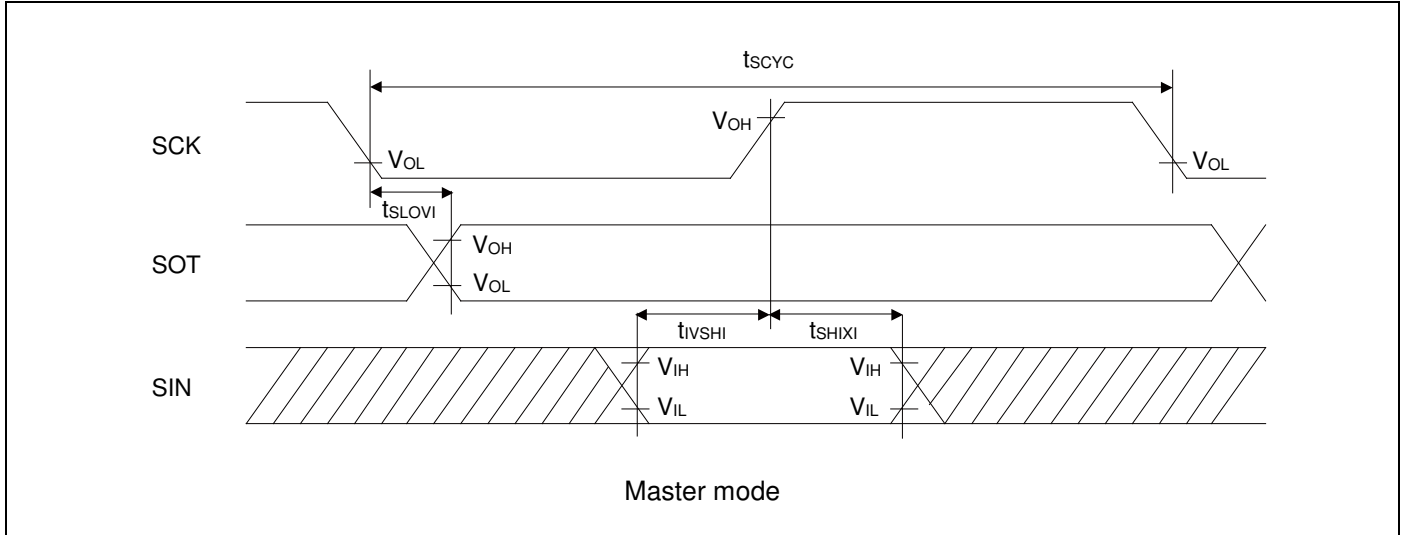 tSCYC
SCK
VOH
VOL
VOL
tSLOVI
SOT
VOH
VOL
tIVSHI
tSHIXI
SIN
VIH
VIH
VIL
VIL
Master mode